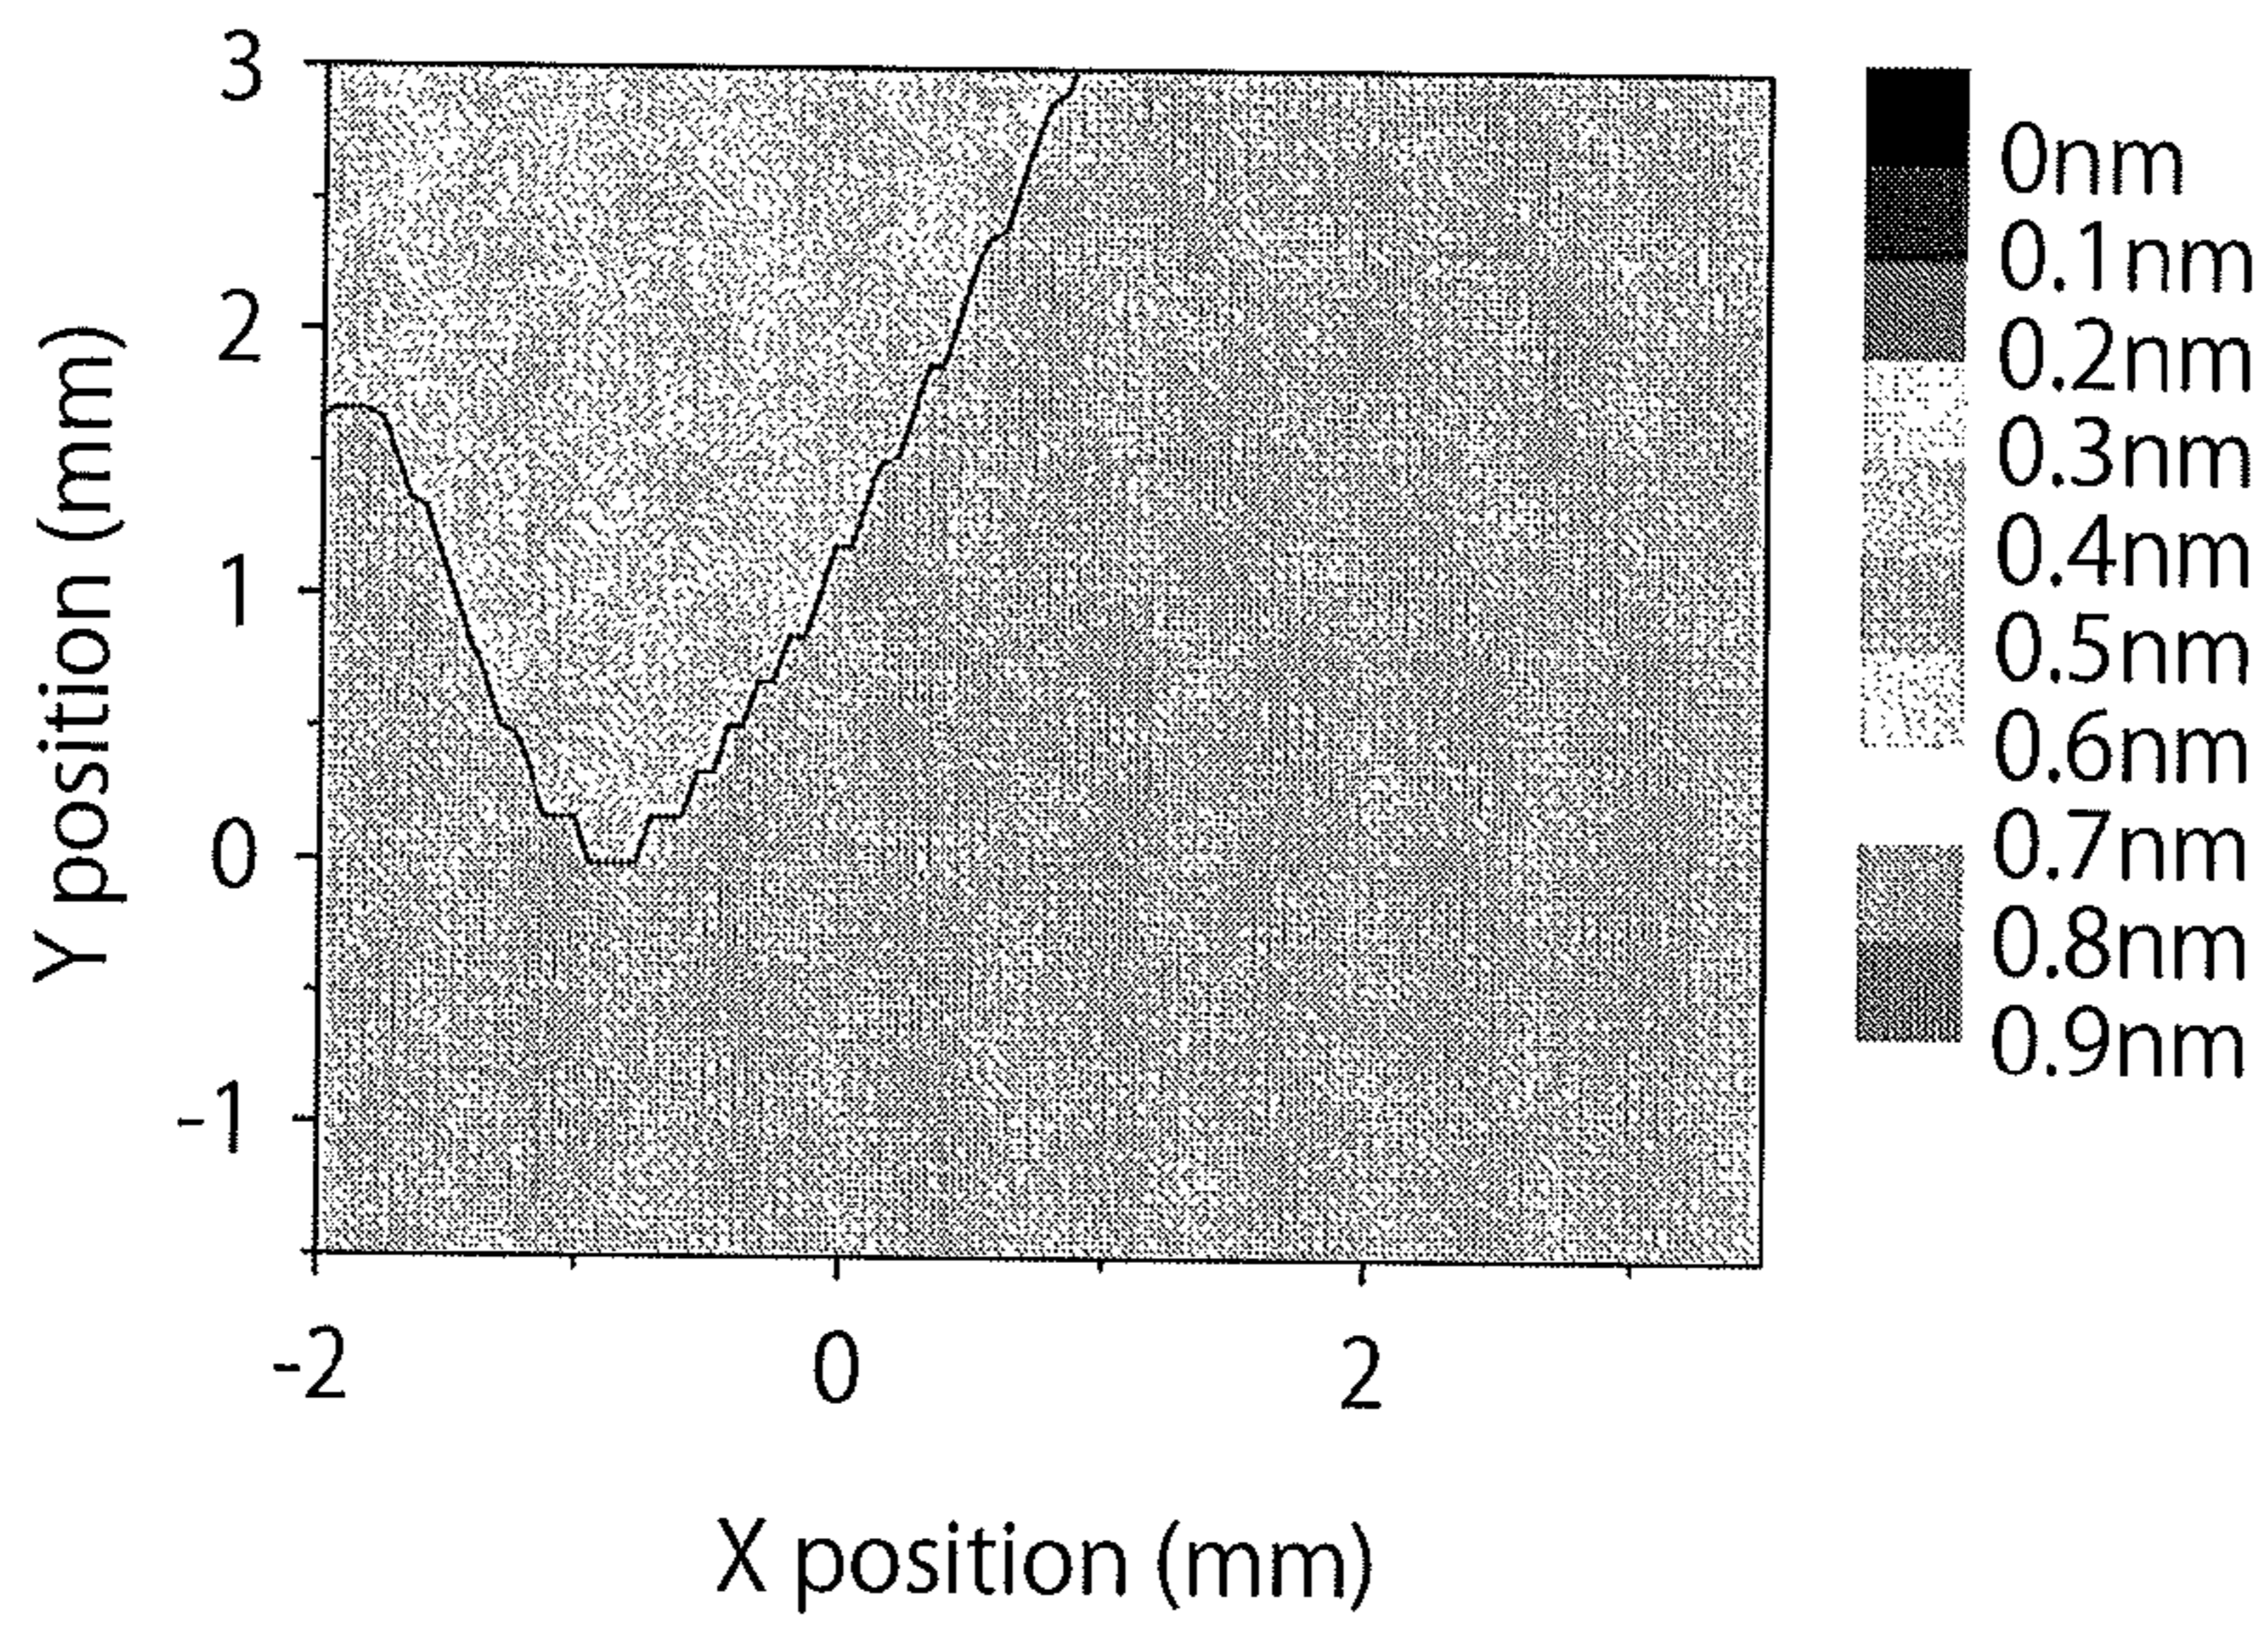 3
2
1
0
-1
Y position (mm)
-2 0 2
X position (mm)
0nm
0.1nm
0.2nm
0.3nm
0.4nm
0.5nm
0.6nm
0.7nm
0.8nm
0.9nm